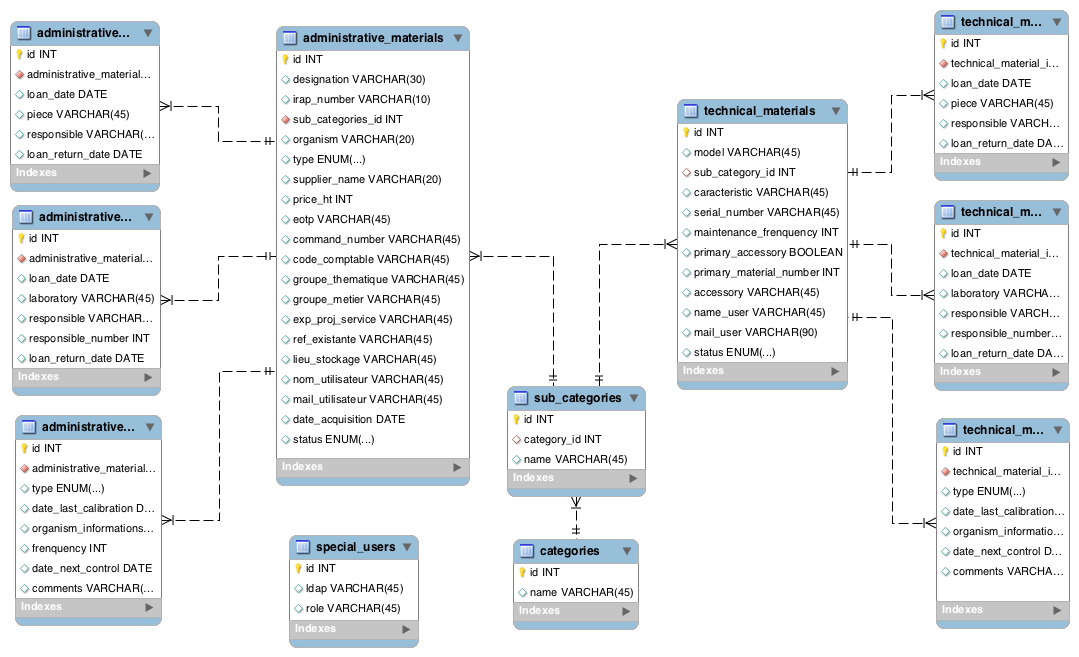 administrative...
id INT
administrative_material...
loan_date DATE
piece VARCHAR(45)
responsible VARCHAR(...
loan_return_date DATE
Indexes
administrative...
id INT
administrative_material...
loan_date DATE
laboratory VARCHAR(45)
responsible VARCHAR...
responsible_number INT
loan_return_date DATE
Indexes
administrative...
id INT
administrative_material...
type ENUM(...)
date_last_calibration D...
organism_informations...
frenquency INT
date_next_control DATE
comments VARCHAR(...
Indexes
administrative_materials
id INT
designation VARCHAR(30)
irap_number VARCHAR(10)
sub_categories_id INT
organism VARCHAR(20)
type ENUM(...)
supplier_name VARCHAR(20)
price_ht INT
eotp VARCHAR(45)
command_number VARCHAR(45)
code_comptable VARCHAR(45)
groupe_thematique VARCHAR(45)
groupe_metier VARCHAR(45)
exp_proj_service VARCHAR(45)
ref_existante VARCHAR(45)
lieu_stockage VARCHAR(45)
nom_utilisateur VARCHAR(45)
mail_utilisateur VARCHAR(45)
date_acquisition DATE
status ENUM(...)
Indexes
special_users
id INT
ldap VARCHAR(45)
role VARCHAR(45)
Indexes
sub_categories
id INT
category_id INT
name VARCHAR(45)
Indexes
categories
id INT
name VARCHAR(45)
Indexes
technical_materials
id INT
model VARCHAR(45)
sub_category_id INT
caracteristic VARCHAR(45)
serial_number VARCHAR(45)
maintenance_frenquency INT
primary_accessory BOOLEAN
primary_material_number INT
accessory VARCHAR(45)
name_user VARCHAR(45)
mail_user VARCHAR(90)
status ENUM(...)
Indexes
technical_m...
id INT
technical_material_i...
loan_date DATE
piece VARCHAR(45)
responsible VARCH...
loan_return_date DA...
Indexes
technical_m...
id INT
technical_material_i...
loan_date DATE
laboratory VARCHA...
responsible VARCH...
responsible_number...
loan_return_date DA...
Indexes
technical_m...
id INT
technical_material_i...
type ENUM(...)
date_last_calibration...
organism_informatio...
date_next_control D...
comments VARCHA...
Indexes